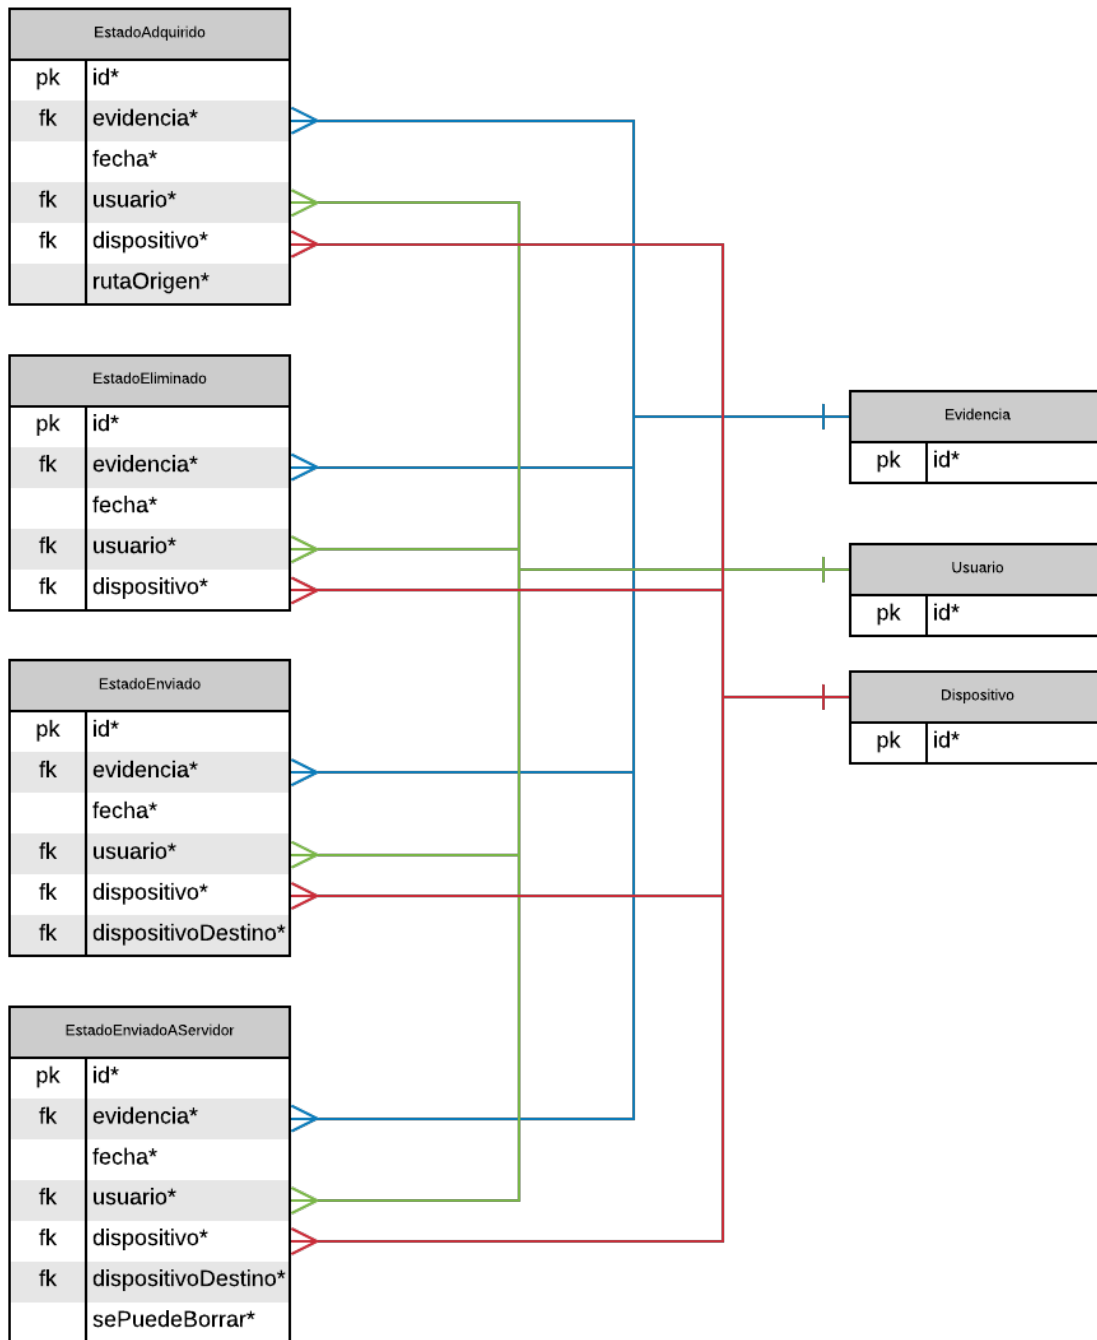 EstadoAdquirido
pk id*
fk evidencia*
fecha*
fk usuario*
fk dispositivo*
rutaOrigen*
EstadoEliminado
pk id*
fk evidencia*
fecha*
fk usuario*
fk dispositivo*
EstadoEnviado
pk id*
fk evidencia*
fecha*
fk usuario*
fk dispositivo*
fk dispositivoDestino*
EstadoEnviadoAServidor
pk id*
fk evidencia*
fecha*
fk usuario*
fk dispositivo*
fk dispositivoDestino*
sePuedeBorrar*
Evidencia
pk id*
Usuario
pk id*
Dispositivo
pk id*